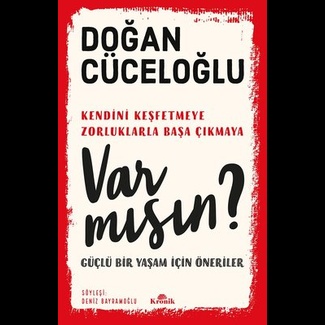 DOĞAN
CÜCELOĞLU
KENDİNİ KEŞFETMEYE
ZORLUKLARLA BAŞA ÇIKMAYA
Var
mısın?
GÜÇLÜ BİR YAŞAM İÇİN ÖNERİLER
SÖYLEŞİ:
DENİZ BAYRAMOĞLU
Kronik